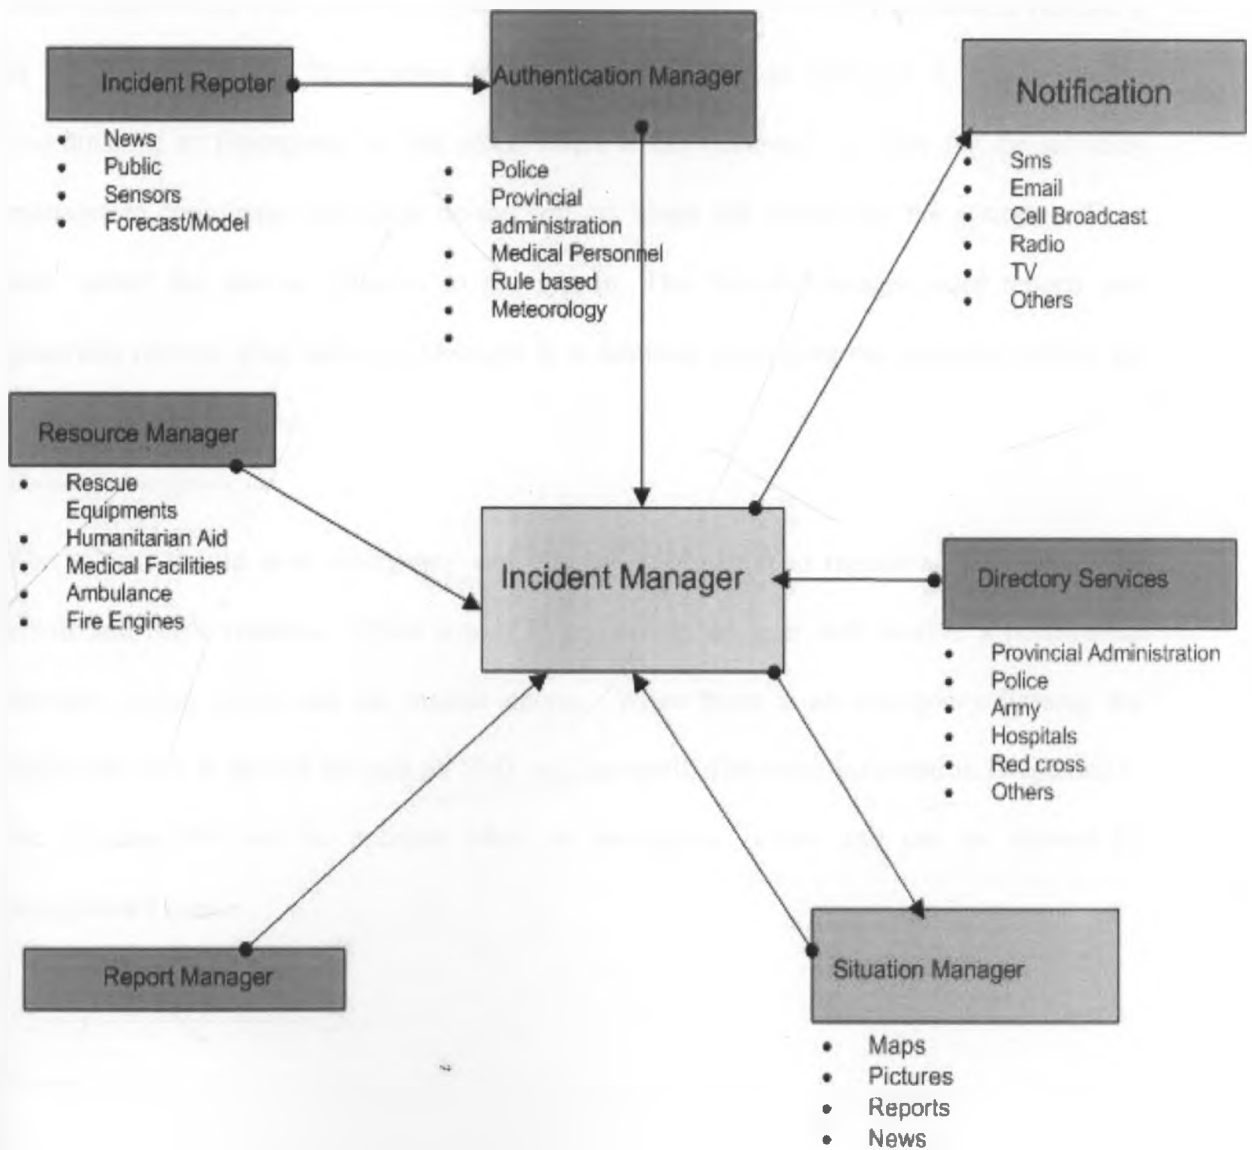 Incident Repoter
News
Public
Sensors
Forecast/Model
Authentication Manager
Police
Provincial
administration
Medical Personnel
Rule based
Meteorology
Notification
Sms
Email
Cell Broadcast
Radio
TV
Others
Resource Manager
Rescue
Equipments
Humanitarian Aid
Medical Facilities
Ambulance
Fire Engines
Incident Manager
Directory Services
Provincial Administration
Police
Army
Hospitals
Red cross
Others
Report Manager
Situation Manager
Maps
Pictures
Reports
News